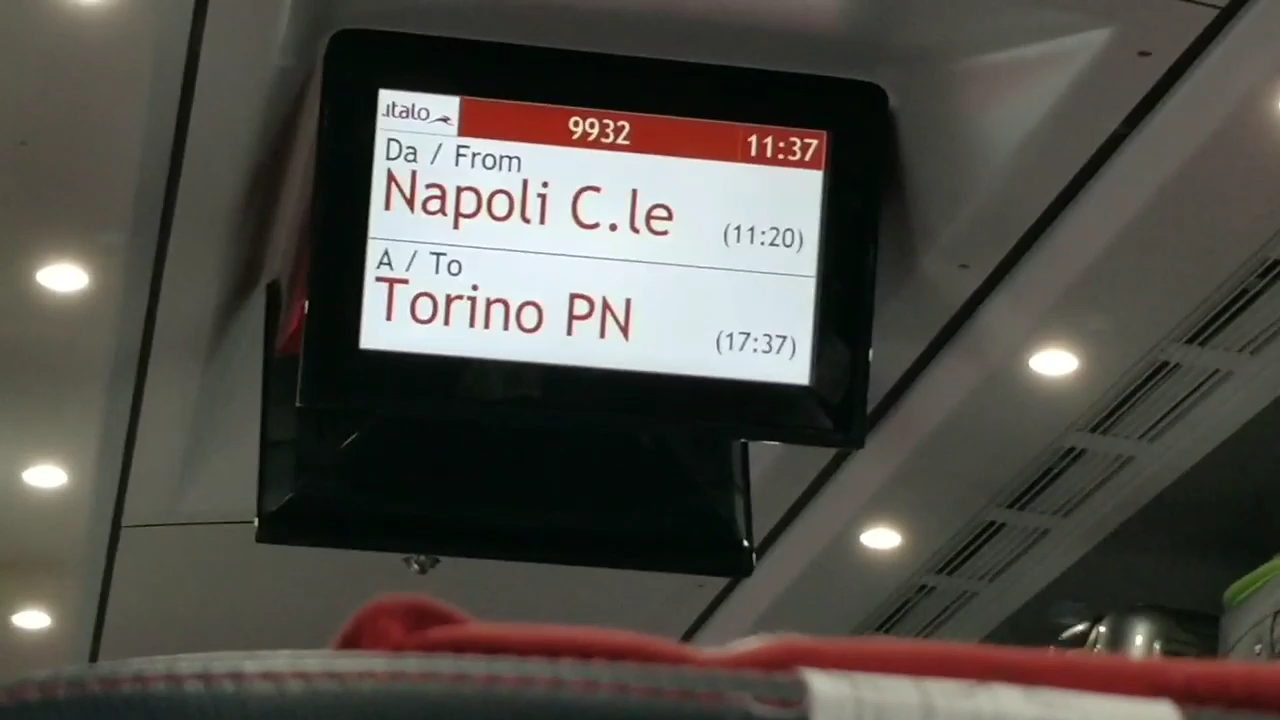 .italo 9932 11:37
Da / From
Napoli C.le (11:20)
A / To
Torino PN (17:37)